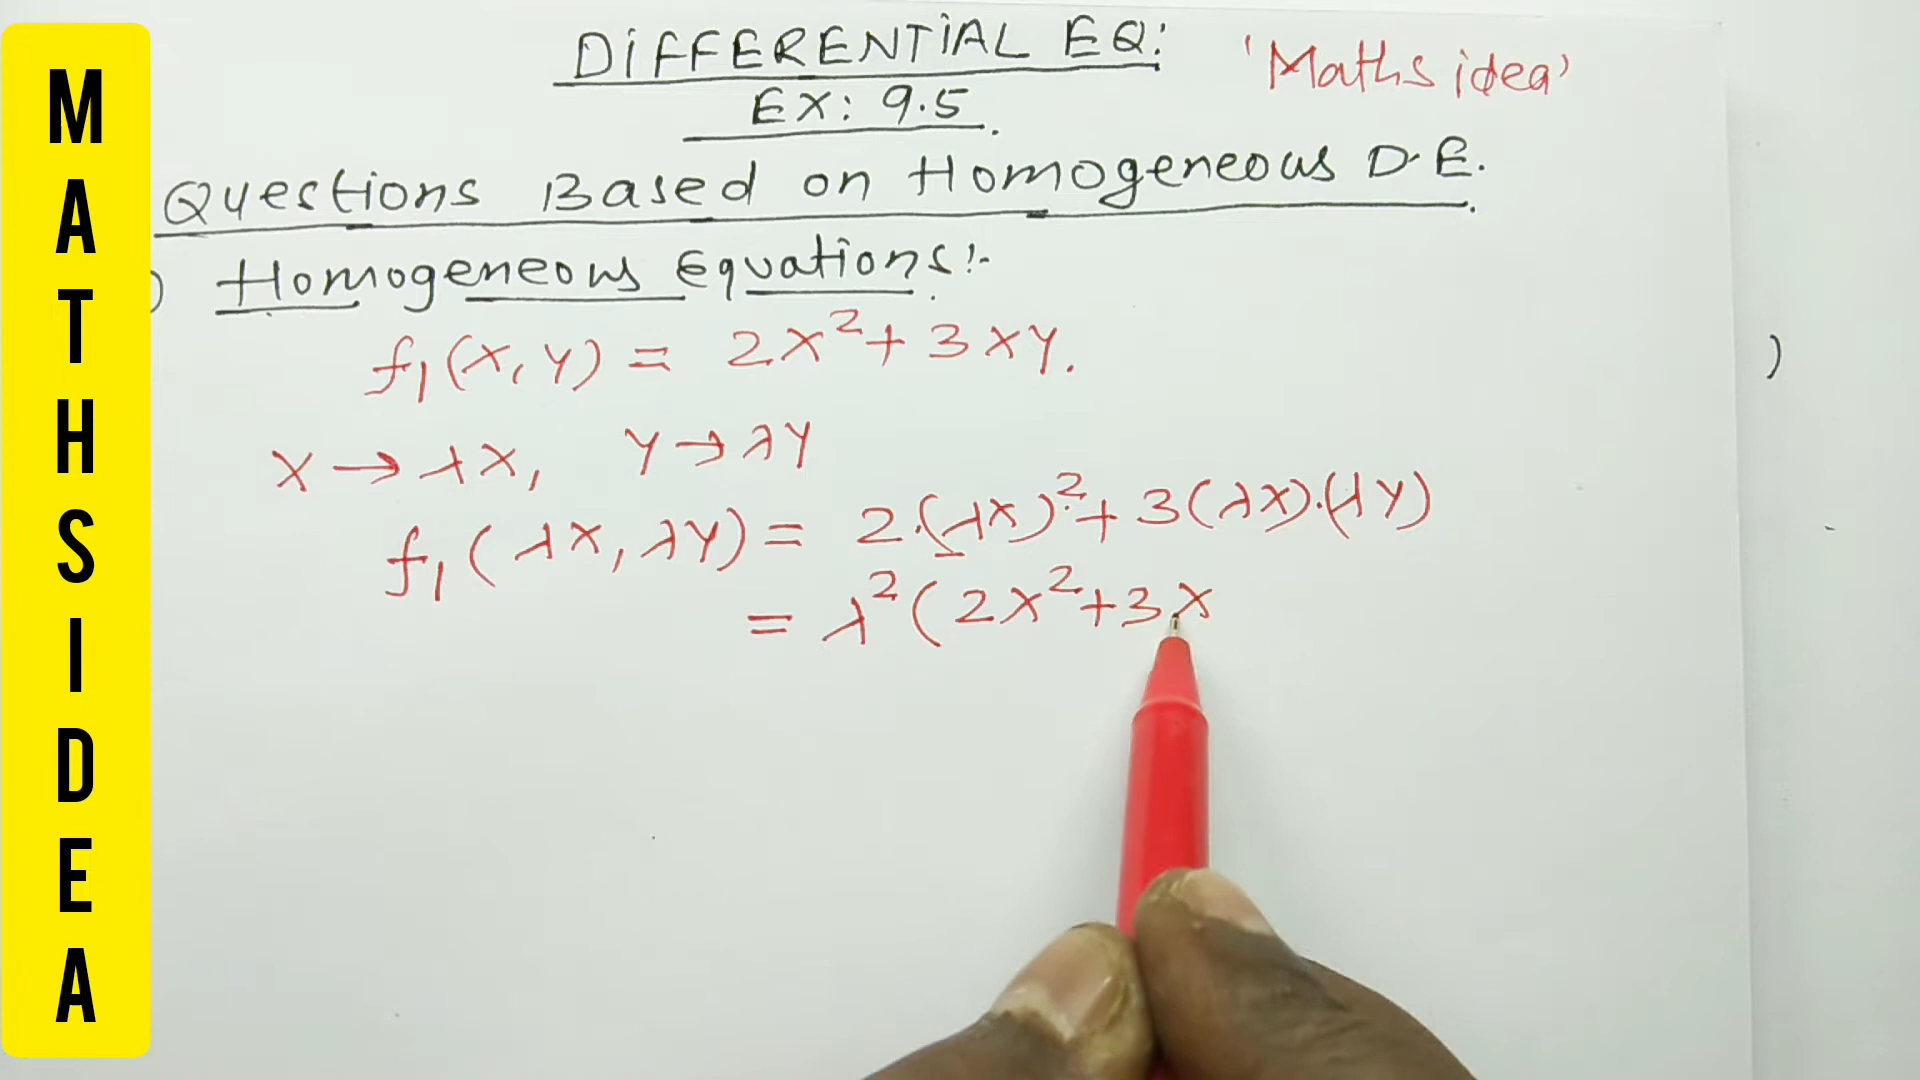 MATHS IDEA
DIFFERENTIAL EQ:
'Maths idea'
EX: 9.5.
Questions Based on Homogeneous D.E.
) Homogeneous Equations:-
f₁(x, y) = 2x² + 3xy.
x → λx, y → λy
f₁(λx, λy) = 2.(λx)² + 3(λx).(λy)
= λ²(2x² + 3x
)